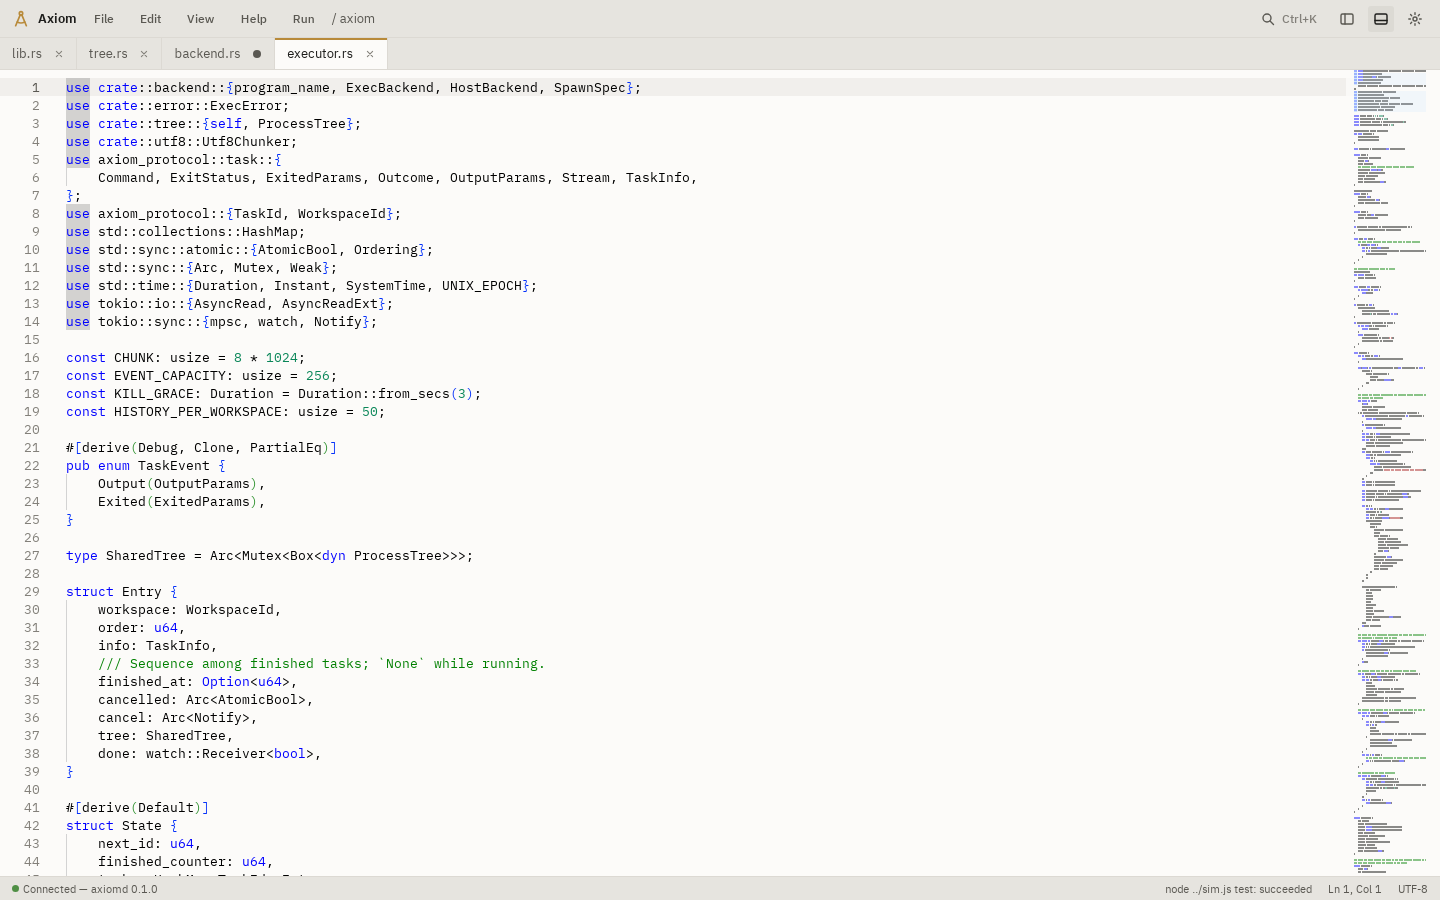 Axiom File Edit View Help Run / axiom Ctrl+K
lib.rs × tree.rs × backend.rs ● executor.rs ×
1 use crate::backend::{program_name, ExecBackend, HostBackend, SpawnSpec};
2 use crate::error::ExecError;
3 use crate::tree::{self, ProcessTree};
4 use crate::utf8::Utf8Chunker;
5 use axiom_protocol::task::{
6     Command, ExitStatus, ExitedParams, Outcome, OutputParams, Stream, TaskInfo,
7 };
8 use axiom_protocol::{TaskId, WorkspaceId};
9 use std::collections::HashMap;
10 use std::sync::atomic::{AtomicBool, Ordering};
11 use std::sync::{Arc, Mutex, Weak};
12 use std::time::{Duration, Instant, SystemTime, UNIX_EPOCH};
13 use tokio::io::{AsyncRead, AsyncReadExt};
14 use tokio::sync::{mpsc, watch, Notify};
15
16 const CHUNK: usize = 8 * 1024;
17 const EVENT_CAPACITY: usize = 256;
18 const KILL_GRACE: Duration = Duration::from_secs(3);
19 const HISTORY_PER_WORKSPACE: usize = 50;
20
21 #[derive(Debug, Clone, PartialEq)]
22 pub enum TaskEvent {
23     Output(OutputParams),
24     Exited(ExitedParams),
25 }
26
27 type SharedTree = Arc<Mutex<Box<dyn ProcessTree>>>;
28
29 struct Entry {
30     workspace: WorkspaceId,
31     order: u64,
32     info: TaskInfo,
33     /// Sequence among finished tasks; `None` while running.
34     finished_at: Option<u64>,
35     cancelled: Arc<AtomicBool>,
36     cancel: Arc<Notify>,
37     tree: SharedTree,
38     done: watch::Receiver<bool>,
39 }
40
41 #[derive(Default)]
42 struct State {
43     next_id: u64,
44     finished_counter: u64,
Connected — axiomd 0.1.0 node ../sim.js test: succeeded Ln 1, Col 1 UTF-8